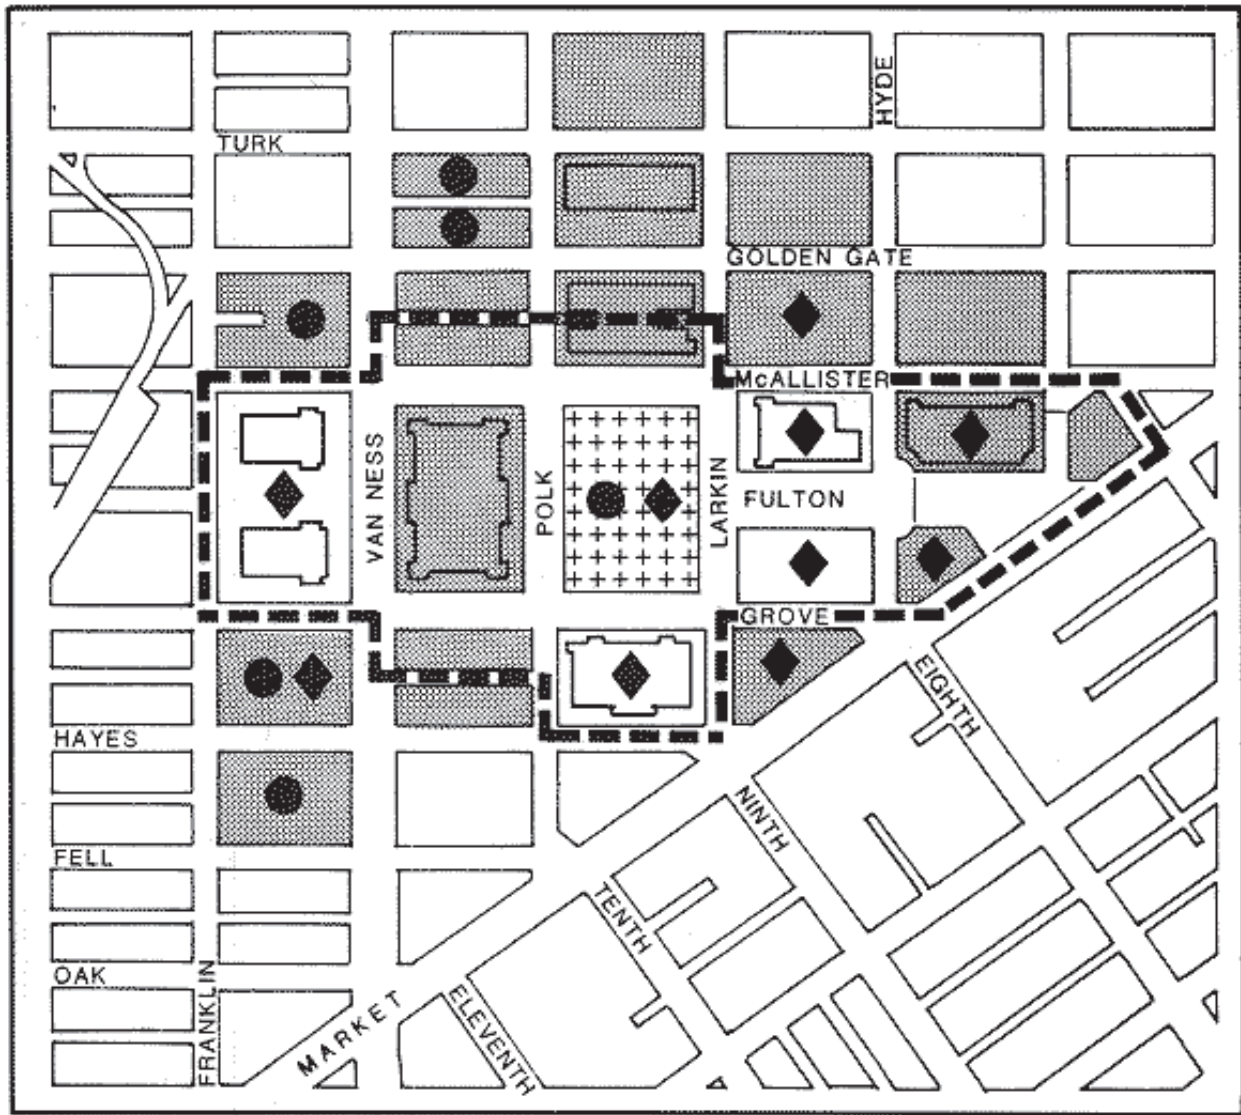 HYDE
TURK
GOLDEN GATE
McALLISTER
VAN NESS
POLK
LARKIN
FULTON
GROVE
EIGHTH
HAYES
NINTH
FELL
TENTH
OAK
FRANKLIN
MARKET
ELEVENTH